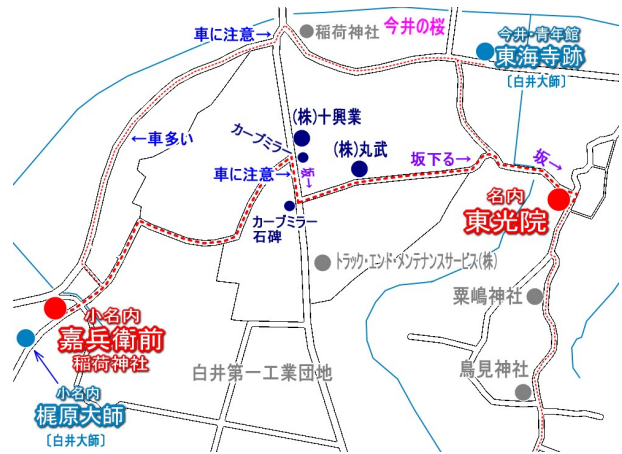 車に注意→
稲荷神社
今井の桜
今井・青年館
東海寺跡
〔白井大師〕
(株)十興業
カーブミラー
(株)丸武
←車多い
車に注意→
坂→
坂下る→
坂→
名内
東光院
カーブミラー
石碑
トラック・エンド・メンテナンスサービス(株)
粟嶋神社
小名内
嘉兵衛前
稲荷神社
白井第一工業団地
鳥見神社
小名内
梶原大師
〔白井大師〕